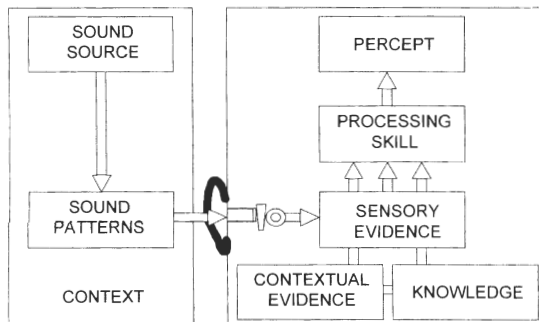 SOUND
SOURCE
SOUND
PATTERNS
CONTEXT
PERCEPT
PROCESSING
SKILL
SENSORY
EVIDENCE
CONTEXTUAL
EVIDENCE
KNOWLEDGE